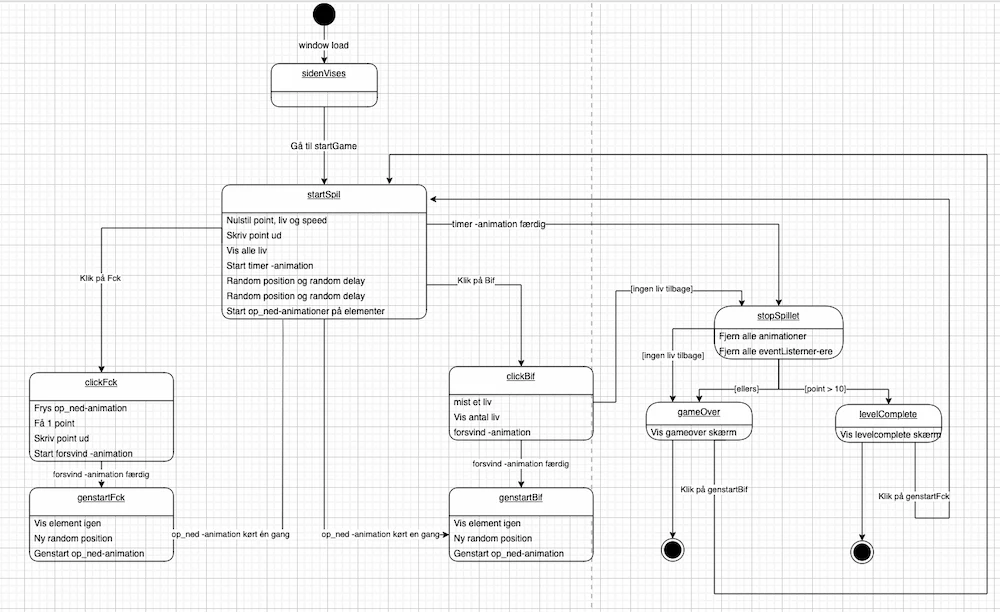 window load
sidenVises
Gå til startGame
startSpil
Nulstil point, liv og speed
Skriv point ud
Vis alle liv
Start timer -animation
Random position og random delay
Random position og random delay
Start op_ned-animationer på elementer
timer -animation færdig
Klik på Fck
Klik på Bif
[ingen liv tilbage]
stopSpillet
Fjern alle animationer
Fjern alle eventListerner-ere
[ingen liv tilbage]
[ellers]
[point > 10]
clickFck
Frys op_ned-animation
Få 1 point
Skriv point ud
Start forsvind -animation
clickBif
mist et liv
Vis antal liv
forsvind -animation
gameOver
Vis gameover skærm
levelComplete
Vis levelcomplete skærm
forsvind -animation færdig
forsvind -animation færdig
genstartFck
Vis element igen
Ny random position
Genstart op_ned-animation
op_ned -animation kørt én gang
op_ned -animation kørt en gang
genstartBif
Vis element igen
Ny random position
Genstart op_ned-animation
Klik på genstartBif
Klik på genstartFck